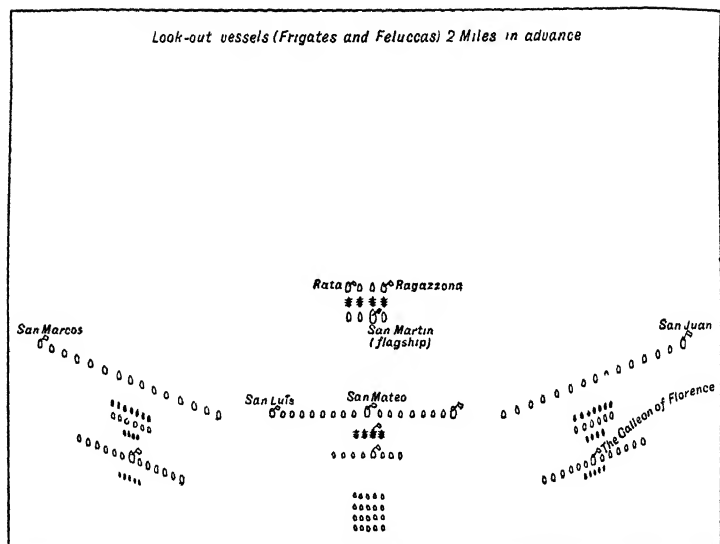 Look-out vessels (Frigates and Feluccas) 2 Miles in advance
Rata
Ragazzona
San Marcos
San Martin
(flagship)
San Juan
San Luis
San Mateo
The Galleon of Florence